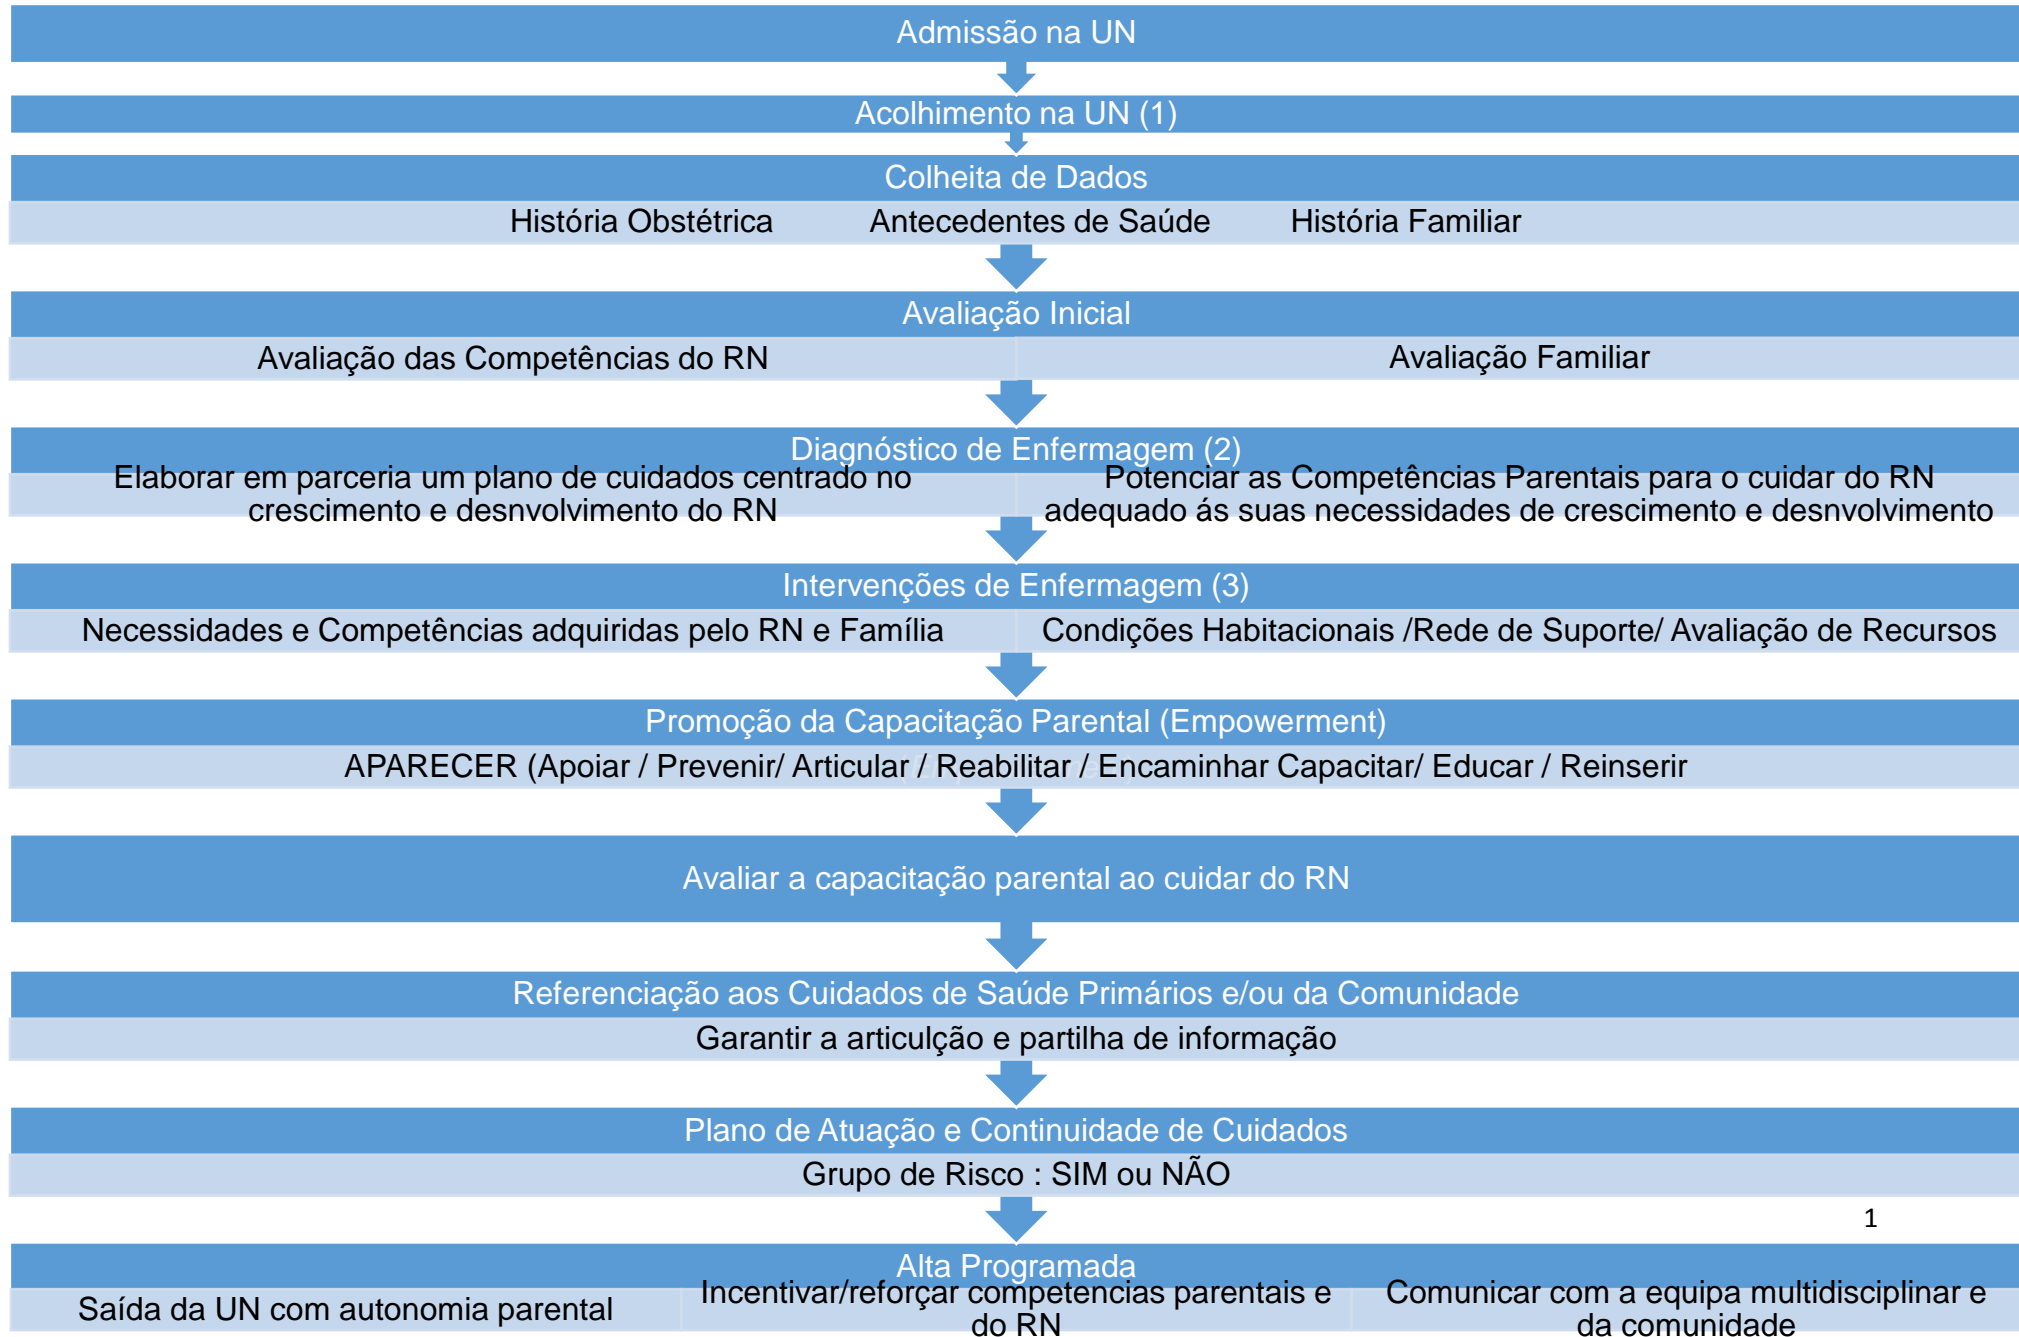 Admissão na UN
Acolhimento na UN (1)
Colheita de Dados
História Obstétrica Antecedentes de Saúde História Familiar
Avaliação Inicial
Avaliação das Competências do RN
Avaliação Familiar
Diagnóstico de Enfermagem (2)
Elaborar em parceria um plano de cuidados centrado no
crescimento e desnvolvimento do RN
Potenciar as Competências Parentais para o cuidar do RN
adequado ás suas necessidades de crescimento e desnvolvimento
Intervenções de Enfermagem (3)
Necessidades e Competências adquiridas pelo RN e Família
Condições Habitacionais /Rede de Suporte/ Avaliação de Recursos
Promoção da Capacitação Parental (Empowerment)
APARECER (Apoiar / Prevenir/ Articular / Reabilitar / Encaminhar Capacitar/ Educar / Reinserir
Avaliar a capacitação parental ao cuidar do RN
Referenciação aos Cuidados de Saúde Primários e/ou da Comunidade
Garantir a articulção e partilha de informação
Plano de Atuação e Continuidade de Cuidados
Grupo de Risco : SIM ou NÃO
1
Alta Programada
Saída da UN com autonomia parental
Incentivar/reforçar competencias parentais e
do RN
Comunicar com a equipa multidisciplinar e
da comunidade